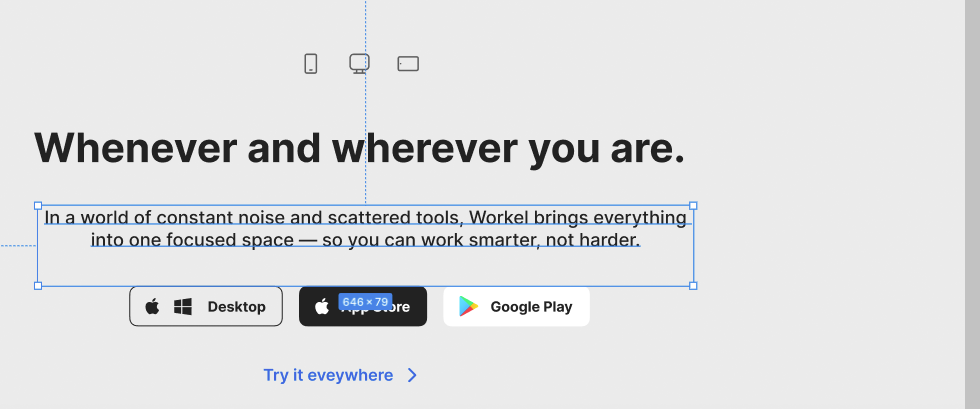 Whenever and wherever you are.
In a world of constant noise and scattered tools, Workel brings everything
into one focused space — so you can work smarter, not harder.
Desktop
App Store
646 × 79
Google Play
Try it eveywhere